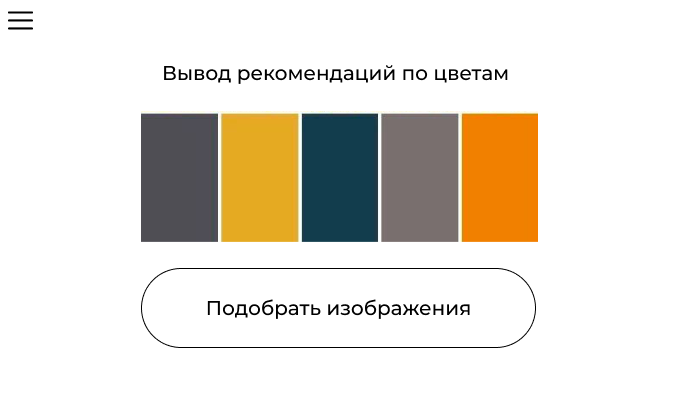 Вывод рекомендаций по цветам
Подобрать изображения